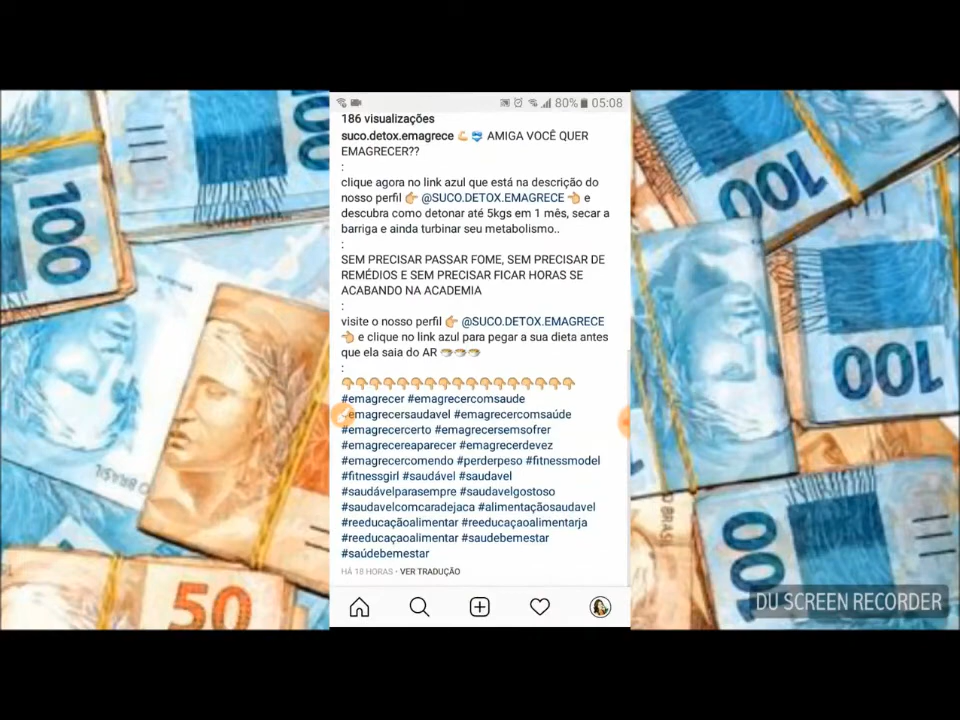 80% 05:08
186 visualizações
suco.detox.emagrece 💪 AMIGA VOCÊ QUER
EMAGRECER??
:
clique agora no link azul que está na descrição do
nosso perfil 👉 @SUCO.DETOX.EMAGRECE 👈 e
descubra como detonar até 5kgs em 1 mês, secar a
barriga e ainda turbinar seu metabolismo..
:
SEM PRECISAR PASSAR FOME, SEM PRECISAR DE
REMÉDIOS E SEM PRECISAR FICAR HORAS SE
ACABANDO NA ACADEMIA
:
visite o nosso perfil 👉 @SUCO.DETOX.EMAGRECE
👈 e clique no link azul para pegar a sua dieta antes
que ela saia do AR
:
👇👇👇👇👇👇👇👇👇👇👇👇👇👇👇👇👇
#emagrecer #emagrecercomsaude
#emagrecersaudavel #emagrecercomsaúde
#emagrecercerto #emagrecersemsofrer
#emagrecereaparecer #emagrecerdevez
#emagrecercomendo #perderpeso #fitnessmodel
#fitnessgirl #saudável #saudavel
#saudávelparasempre #saudavelgostoso
#saudavelcomcaradejaca #alimentaçãosaudavel
#reeducaçãoalimentar #reeducaçaoalimentarja
#reeducaçãoalimentar #saudebemestar
#saúdebemestar
HÁ 18 HORAS • VER TRADUÇÃO
100
100
100
100
100
50
BRASIL
BRASI
DU SCREEN RECORDER